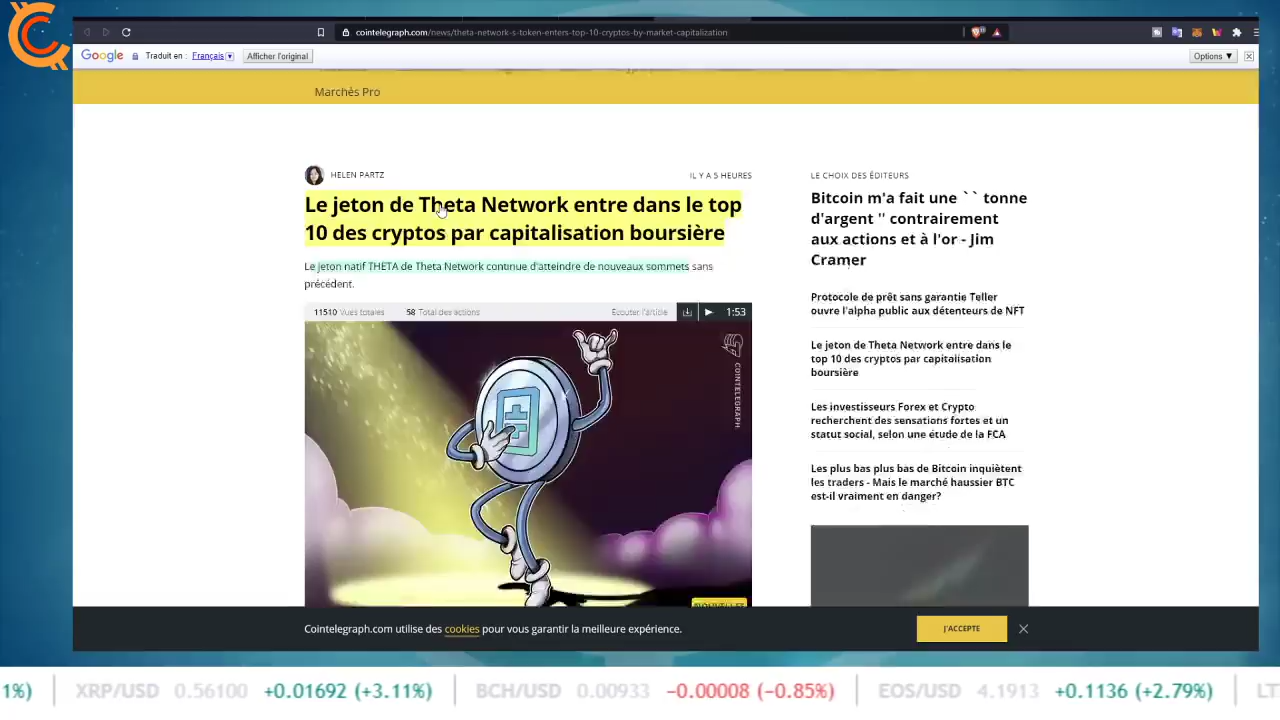 cointelegraph.com/news/theta-network-s-token-enters-top-10-cryptos-by-market-capitalization
Google Traduit en : Français Afficher l'original Options ▼
Marchés Pro
HELEN PARTZ
IL Y A 5 HEURES
Le jeton de Theta Network entre dans le top
10 des cryptos par capitalisation boursière
Le jeton natif THETA de Theta Network continue d'atteindre de nouveaux sommets sans
précédent.
11510 Vues totales 58 Total des actions Écouter l'article 1:53
COINTELEGRAPH
LE CHOIX DES ÉDITEURS
Bitcoin m'a fait une `` tonne
d'argent '' contrairement
aux actions et à l'or - Jim
Cramer
Protocole de prêt sans garantie Teller
ouvre l'alpha public aux détenteurs de NFT
Le jeton de Theta Network entre dans le
top 10 des cryptos par capitalisation
boursière
Les investisseurs Forex et Crypto
recherchent des sensations fortes et un
statut social, selon une étude de la FCA
Les plus bas plus bas de Bitcoin inquiètent
les traders - Mais le marché haussier BTC
est-il vraiment en danger?
Cointelegraph.com utilise des cookies pour vous garantir la meilleure expérience.
J'ACCEPTE
1%) XRP/USD 0.56100 +0.01692 (+3.11%) BCH/USD 0.00933 −0.00008 (−0.85%) EOS/USD 4.1913 +0.1136 (+2.79%) LT